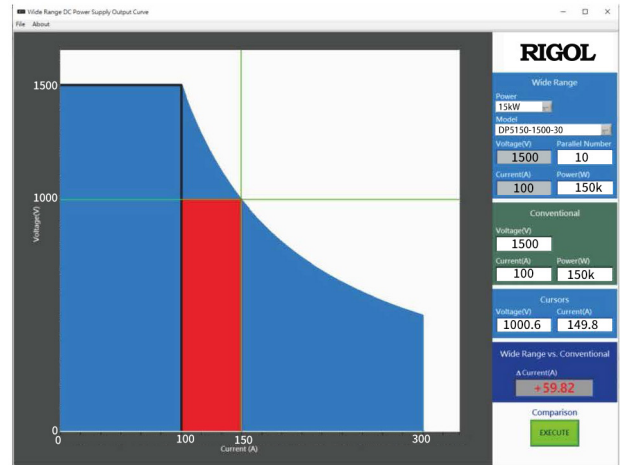 Wide Range DC Power Supply Output Curve
File About
1500
1000
0
Voltage(V)
0 100 150 300
Current (A)
RIGOL
Wide Range
Power
15kW
Model
DP5150-1500-30
Voltage(V) Parallel Number
1500 10
Current(A) Power(W)
100 150k
Conventional
Voltage(V)
1500
Current(A) Power(W)
100 150k
Cursors
Voltage(V) Current(A)
1000.6 149.8
Wide Range vs. Conventional
Δ Current(A)
+59.82
Comparison
EXECUTE